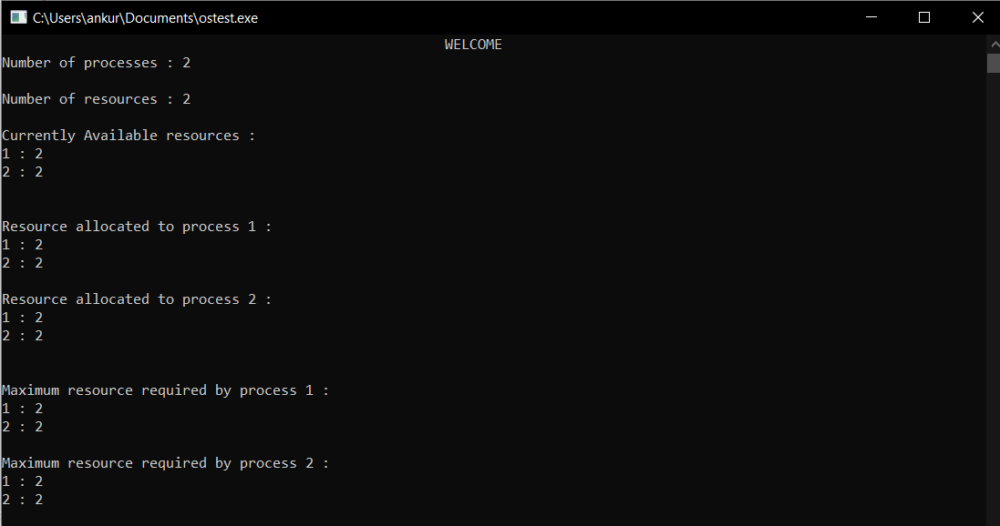 C:\Users\ankur\Documents\ostest.exe
WELCOME
Number of processes : 2
Number of resources : 2
Currently Available resources :
1 : 2
2 : 2
Resource allocated to process 1 :
1 : 2
2 : 2
Resource allocated to process 2 :
1 : 2
2 : 2
Maximum resource required by process 1 :
1 : 2
2 : 2
Maximum resource required by process 2 :
1 : 2
2 : 2